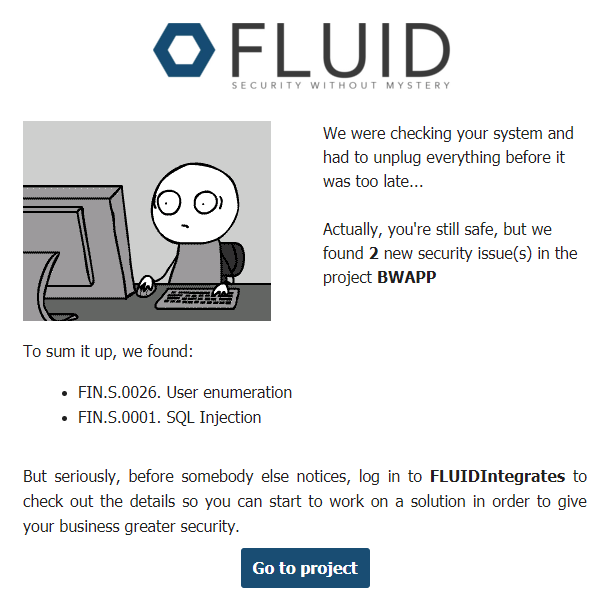 FLUID
SECURITY WITHOUT MYSTERY
We were checking your system and
had to unplug everything before it
was too late...
Actually, you're still safe, but we
found 2 new security issue(s) in the
project BWAPP
To sum it up, we found:
• FIN.S.0026. User enumeration
• FIN.S.0001. SQL Injection
But seriously, before somebody else notices, log in to FLUIDIntegrates to
check out the details so you can start to work on a solution in order to give
your business greater security.
Go to project